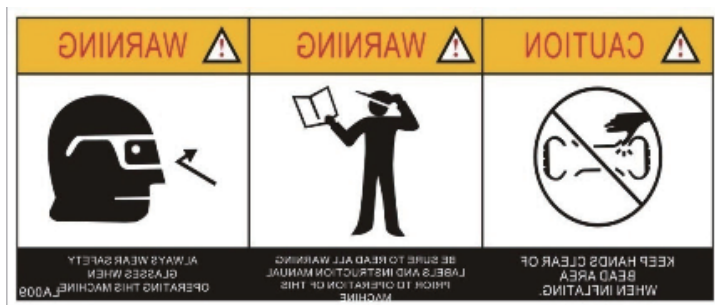 CAUTION
KEEP HANDS CLEAR OF
BEAD AREA
WHEN INFLATING.
WARNING
BE SURE TO READ ALL WARNING
LABELS AND INSTRUCTION MANUAL
PRIOR TO OPERATION OF THIS
MACHINE
WARNING
ALWAYS WEAR SAFETY
GLASSES WHEN
OPERATING THIS MACHINE.
LA009